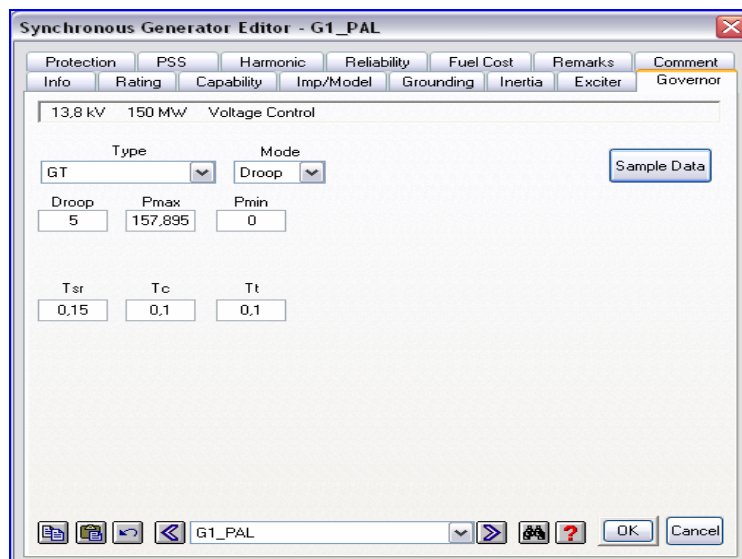 Synchronous Generator Editor - G1_PAL
Protection PSS Harmonic Reliability Fuel Cost Remarks Comment
Info Rating Capability Imp/Model Grounding Inertia Exciter Governor
13,8 kV 150 MW Voltage Control
Type Mode
GT Droop Sample Data
Droop Pmax Pmin
5 157,895 0
Tsr Tc Tt
0,15 0,1 0,1
G1_PAL ? OK Cancel